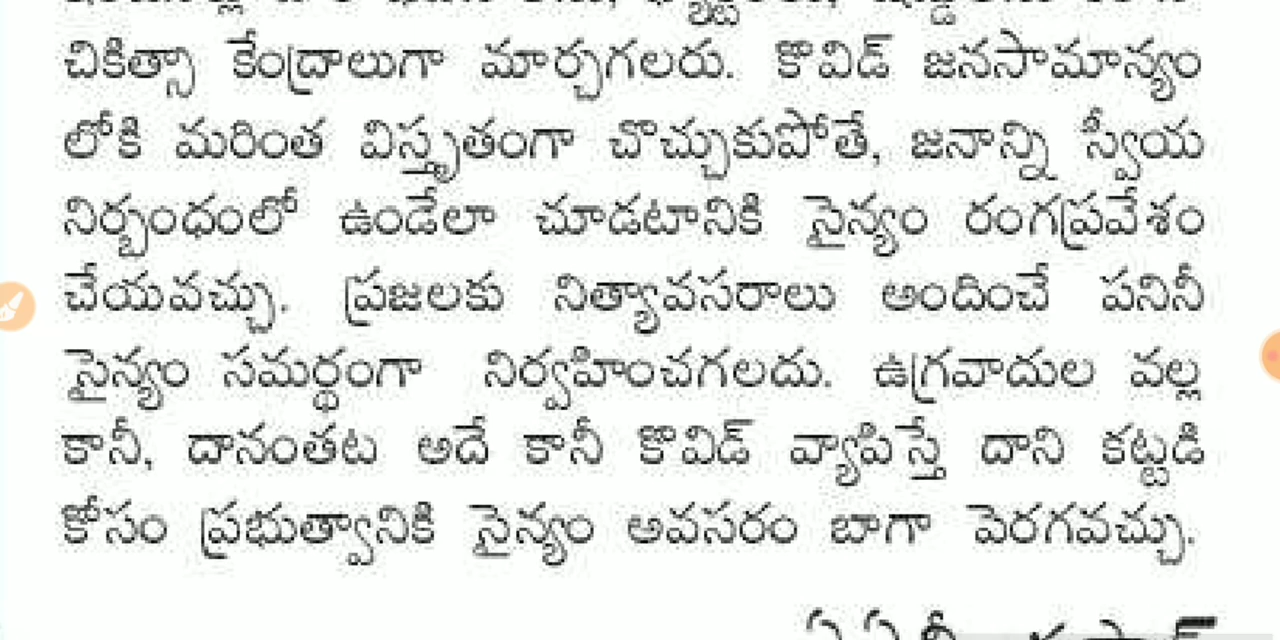 చికిత్సా కేంద్రాలుగా మార్చగలరు. కొవిడ్ జనసామాన్యం
లోకి మరింత విస్తృతంగా చొచ్చుకుపోతే, జనాన్ని స్వీయ
నిర్బంధంలో ఉండేలా చూడటానికి సైన్యం రంగప్రవేశం
చేయవచ్చు. ప్రజలకు నిత్యావసరాలు అందించే పనినీ
సైన్యం సమర్థంగా నిర్వహించగలదు. ఉగ్రవాదుల వల్ల
కానీ, దానంతట అదే కానీ కొవిడ్ వ్యాపిస్తే దాని కట్టడి
కోసం ప్రభుత్వానికి సైన్యం అవసరం బాగా పెరగవచ్చు.